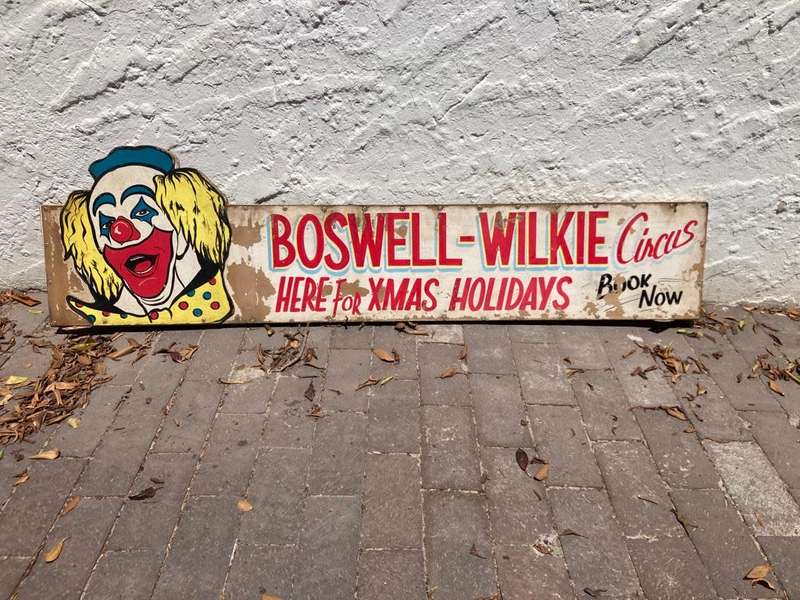 BOSWELL-WILKIE Circus
HERE FOR XMAS HOLIDAYS
BOOK NOW